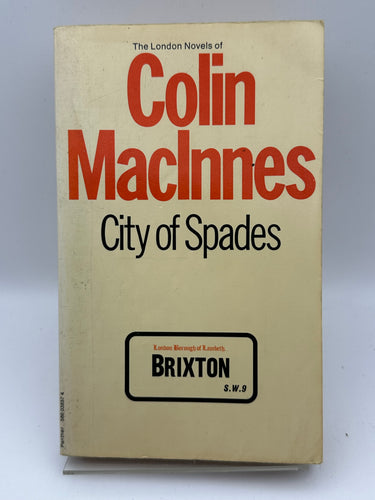 The London Novels of
Colin
MacInnes
City of Spades
London Borough of Lambeth.
BRIXTON
S.W.9